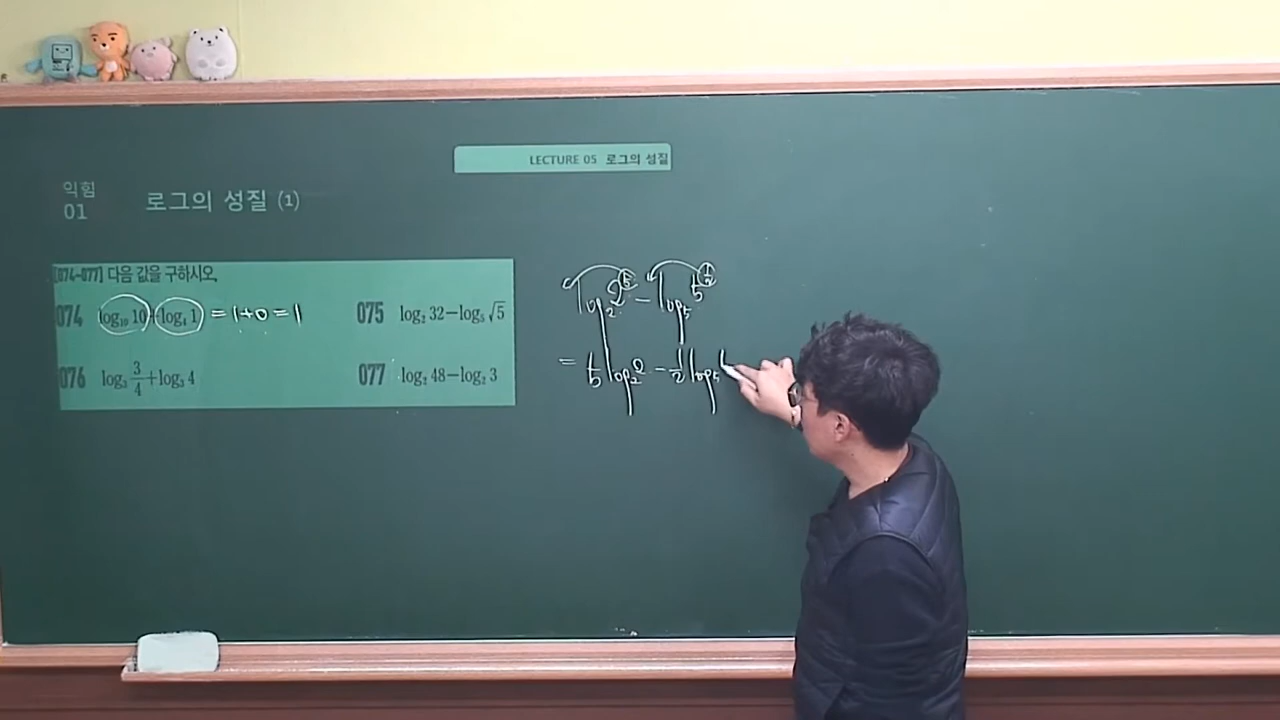 LECTURE 05 로그의 성질
익힘
01
로그의 성질 (1)
[074~077] 다음 값을 구하시오.
074 log₁₀ 10+log₄ 1 = 1+0 = 1
075 log₂ 32−log₅ √5
076 log₃ 3/4+log₃ 4
077 log₂ 48−log₂ 3
log₂ 2⁵ − log₅ 5^(1/2)
= 5 log₂ 2 − 1/2 log₅